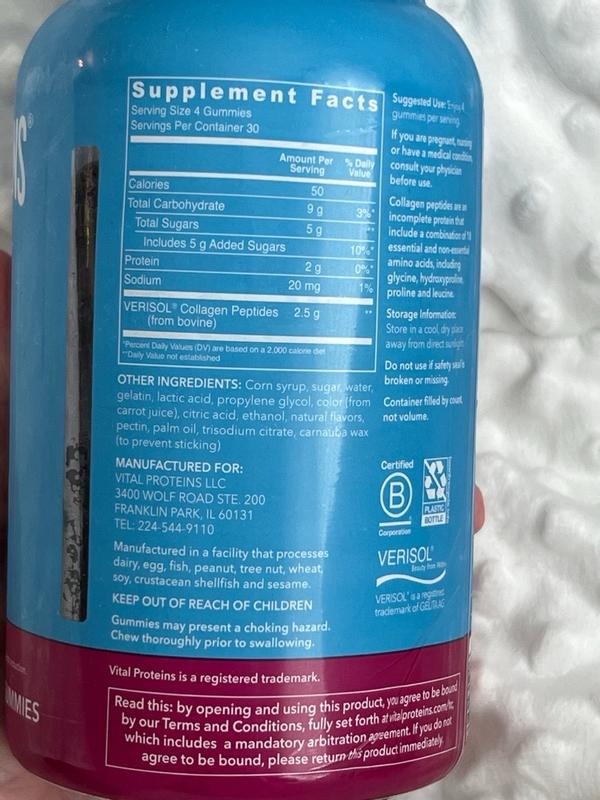 NS®
Supplement Facts
Serving Size 4 Gummies
Servings Per Container 30
Amount Per Serving % Daily Value
Calories 50
Total Carbohydrate 9 g 3%*
Total Sugars 5 g **
Includes 5 g Added Sugars 10%*
Protein 2 g 0%*
Sodium 20 mg 1%
VERISOL® Collagen Peptides 2.5 g **
(from bovine)
*Percent Daily Values (DV) are based on a 2,000 calorie diet
**Daily Value not established
OTHER INGREDIENTS: Corn syrup, sugar, water,
gelatin, lactic acid, propylene glycol, color (from
carrot juice), citric acid, ethanol, natural flavors,
pectin, palm oil, trisodium citrate, carnauba wax
(to prevent sticking)
MANUFACTURED FOR:
VITAL PROTEINS LLC
3400 WOLF ROAD STE. 200
FRANKLIN PARK, IL 60131
TEL: 224-544-9110
Manufactured in a facility that processes
dairy, egg, fish, peanut, tree nut, wheat,
soy, crustacean shellfish and sesame.
KEEP OUT OF REACH OF CHILDREN
Gummies may present a choking hazard.
Chew thoroughly prior to swallowing.
Suggested Use: Enjoy 4
gummies per serving.
If you are pregnant, nursing
or have a medical condition,
consult your physician
before use.
Collagen peptides are an
incomplete protein that
include a combination of 18
essential and non-essential
amino acids, including
glycine, hydroxyproline,
proline and leucine.
Storage Information:
Store in a cool, dry place
away from direct sunlight.
Do not use if safety seal is
broken or missing.
Container filled by count,
not volume.
Certified
B
Corporation
PLASTIC
BOTTLE
VERISOL®
Beauty from Within
VERISOL® is a registered
trademark of GELITA AG
Vital Proteins is a registered trademark.
UMMIES
Read this: by opening and using this product, you agree to be bound
by our Terms and Conditions, fully set forth at vitalproteins.com/tc,
which includes a mandatory arbitration agreement. If you do not
agree to be bound, please return this product immediately.